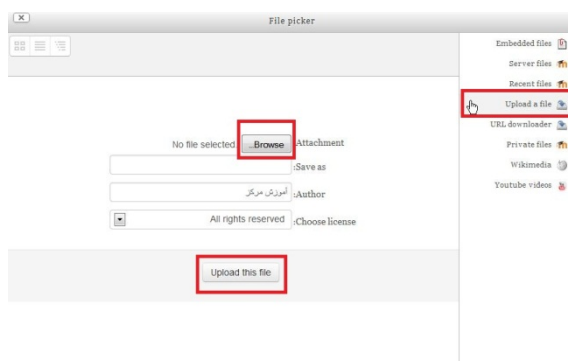 File picker
Embedded files
Server files
Recent files
Upload a file
URL downloader
Private files
Wikimedia
Youtube videos
No file selected. ..Browse Attachment
:Save as
آموزش مرکز :Author
All rights reserved :Choose license
Upload this file